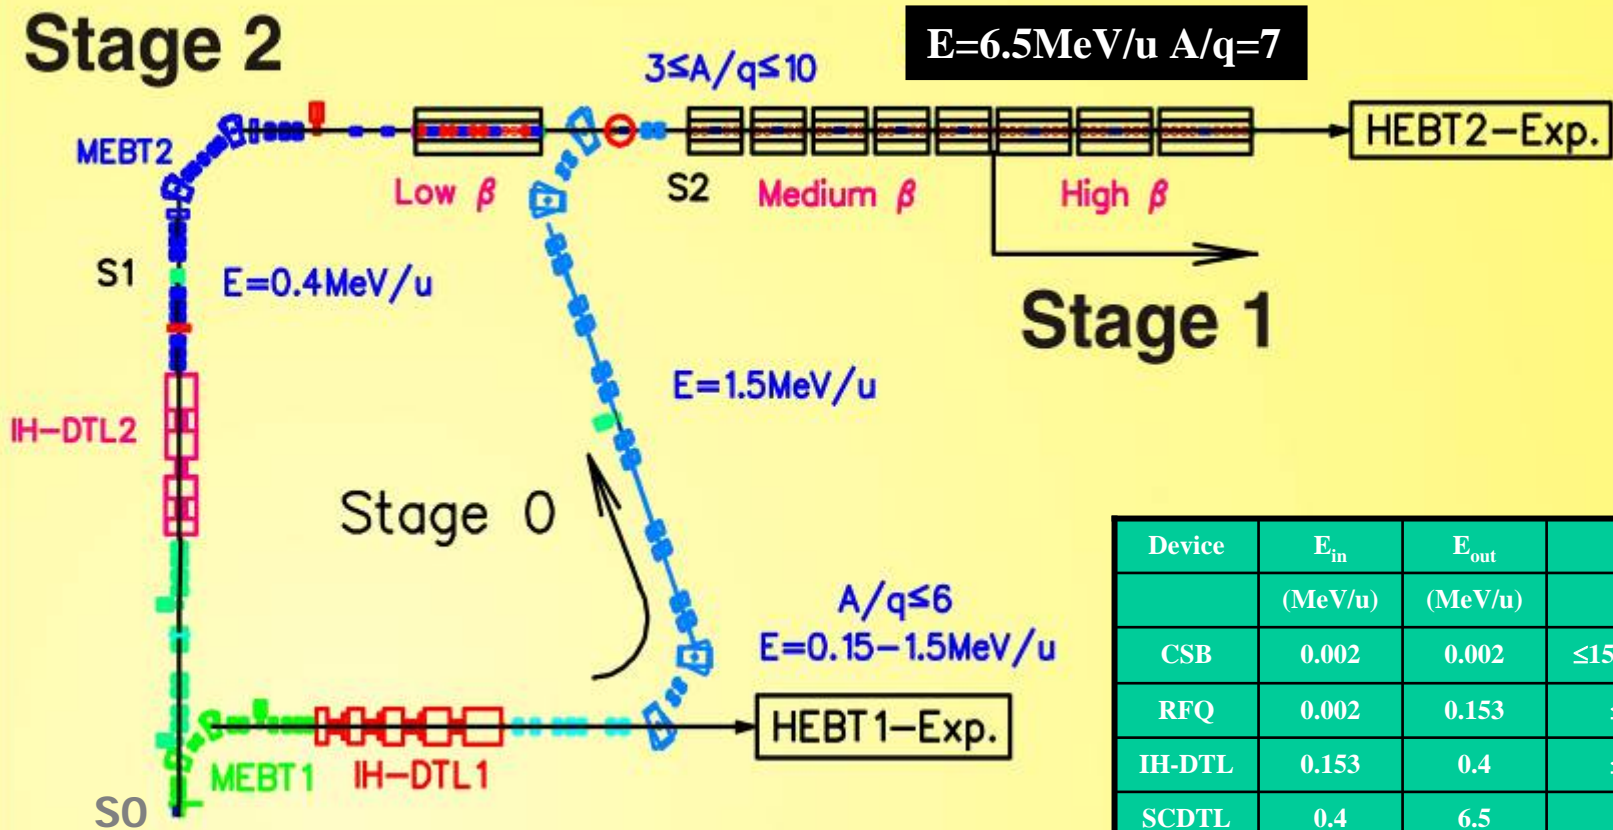 Stage 2
E=6.5MeV/u A/q=7
3≤A/q≤10
MEBT2
HEBT2-Exp.
Low β
S2
Medium β
High β
S1
E=0.4MeV/u
Stage 1
E=1.5MeV/u
IH-DTL2
Stage 0
A/q≤6
E=0.15-1.5MeV/u
HEBT1-Exp.
MEBT1
IH-DTL1
S0
Device E_in E_out
(MeV/u) (MeV/u)
CSB 0.002 0.002 ≤15
RFQ 0.002 0.153
IH-DTL 0.153 0.4
SCDTL 0.4 6.5